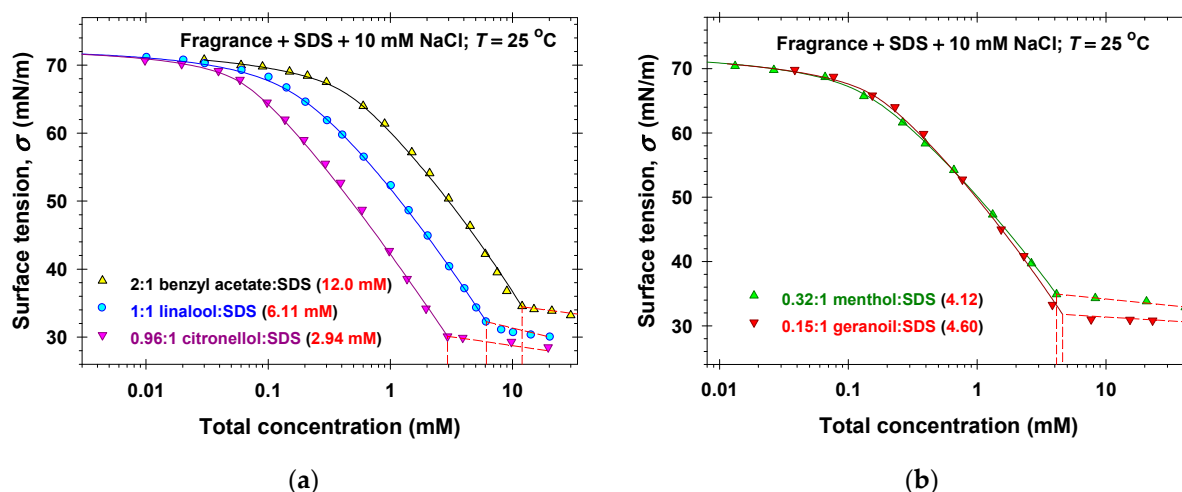 Fragrance + SDS + 10 mM NaCl; T = 25 °C
70
60
50
40
30
Surface tension, σ (mN/m)
2:1 benzyl acetate:SDS (12.0 mM)
1:1 linalool:SDS (6.11 mM)
0.96:1 citronellol:SDS (2.94 mM)
0.01 0.1 1 10
Total concentration (mM)
(a)
Fragrance + SDS + 10 mM NaCl; T = 25 °C
70
60
50
40
30
Surface tension, σ (mN/m)
0.32:1 menthol:SDS (4.12)
0.15:1 geranoil:SDS (4.60)
0.01 0.1 1 10
Total concentration (mM)
(b)